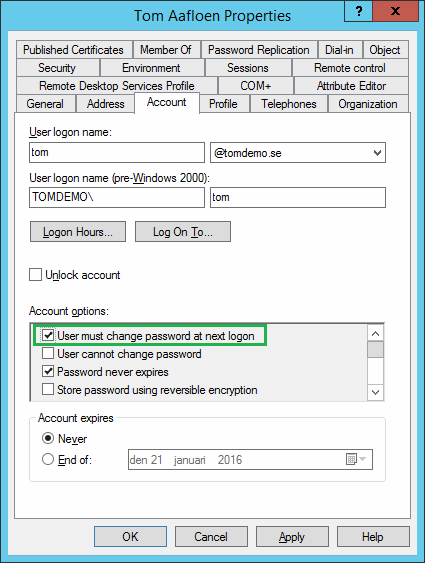 Tom Aafloen Properties
?
Published Certificates Member Of Password Replication Dial-in Object
Security Environment Sessions Remote control
Remote Desktop Services Profile COM+ Attribute Editor
General Address Account Profile Telephones Organization
User logon name:
tom @tomdemo.se
User logon name (pre-Windows 2000):
TOMDEMO\ tom
Logon Hours... Log On To...
Unlock account
Account options:
User must change password at next logon
User cannot change password
Password never expires
Store password using reversible encryption
Account expires
Never
End of: den 21 januari 2016
OK Cancel Apply Help